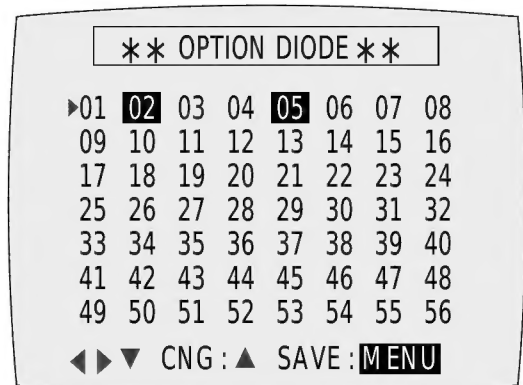 ** OPTION DIODE **
▶01 02 03 04 05 06 07 08
09 10 11 12 13 14 15 16
17 18 19 20 21 22 23 24
25 26 27 28 29 30 31 32
33 34 35 36 37 38 39 40
41 42 43 44 45 46 47 48
49 50 51 52 53 54 55 56
◀▶▼ CNG:▲ SAVE:MENU